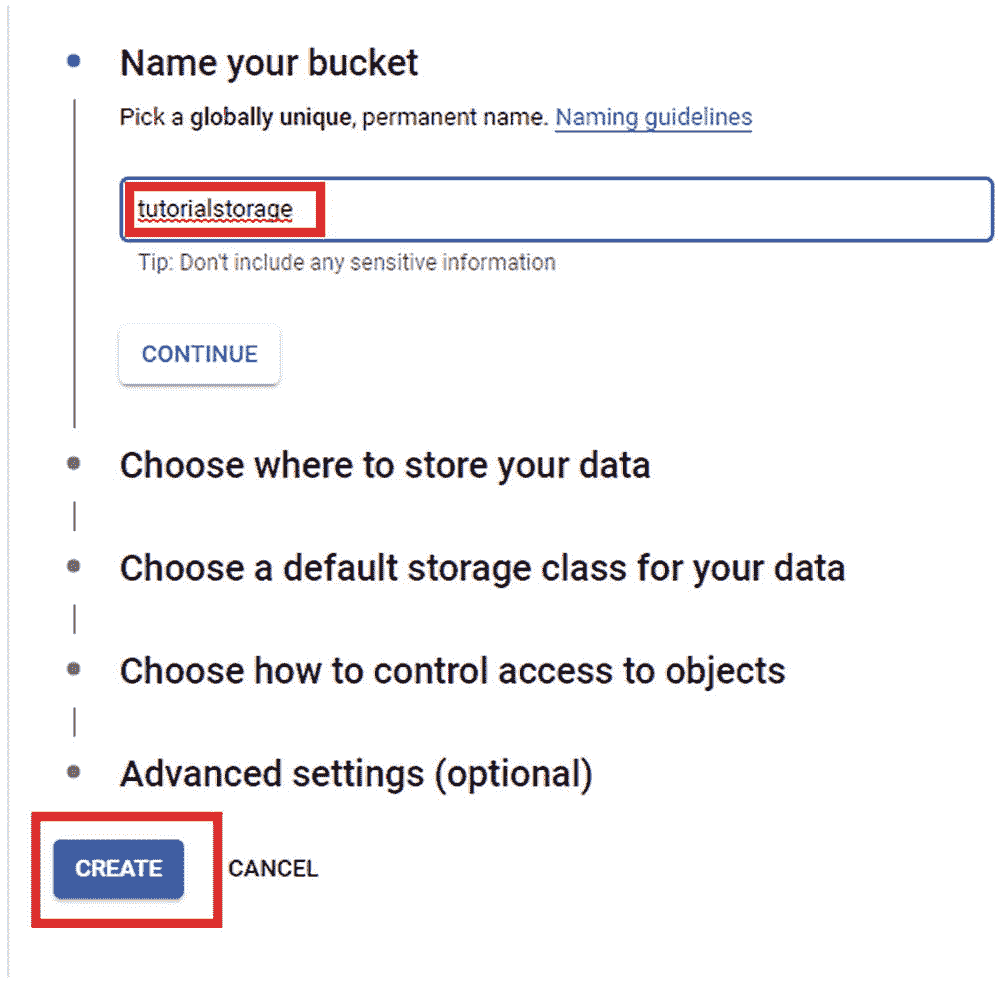 Name your bucket
Pick a globally unique, permanent name. Naming guidelines
tutorialstorage
Tip: Don't include any sensitive information
CONTINUE
Choose where to store your data
Choose a default storage class for your data
Choose how to control access to objects
Advanced settings (optional)
CREATE CANCEL